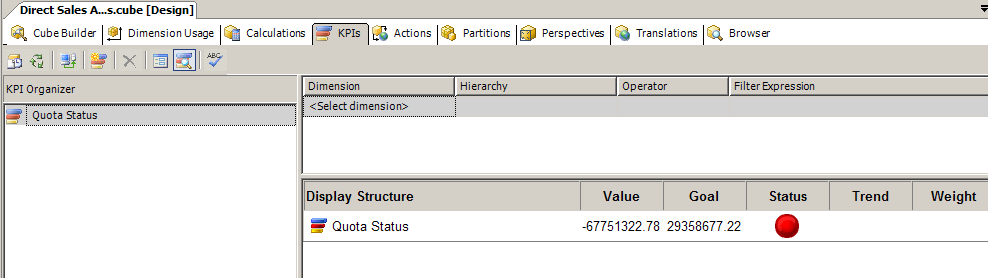 Direct Sales A...s.cube [Design]
Cube Builder Dimension Usage Calculations KPIs Actions Partitions Perspectives Translations Browser
ABC
KPI Organizer
Quota Status
Dimension Hierarchy Operator Filter Expression
<Select dimension>
Display Structure Value Goal Status Trend Weight
Quota Status -67751322.78 29358677.22